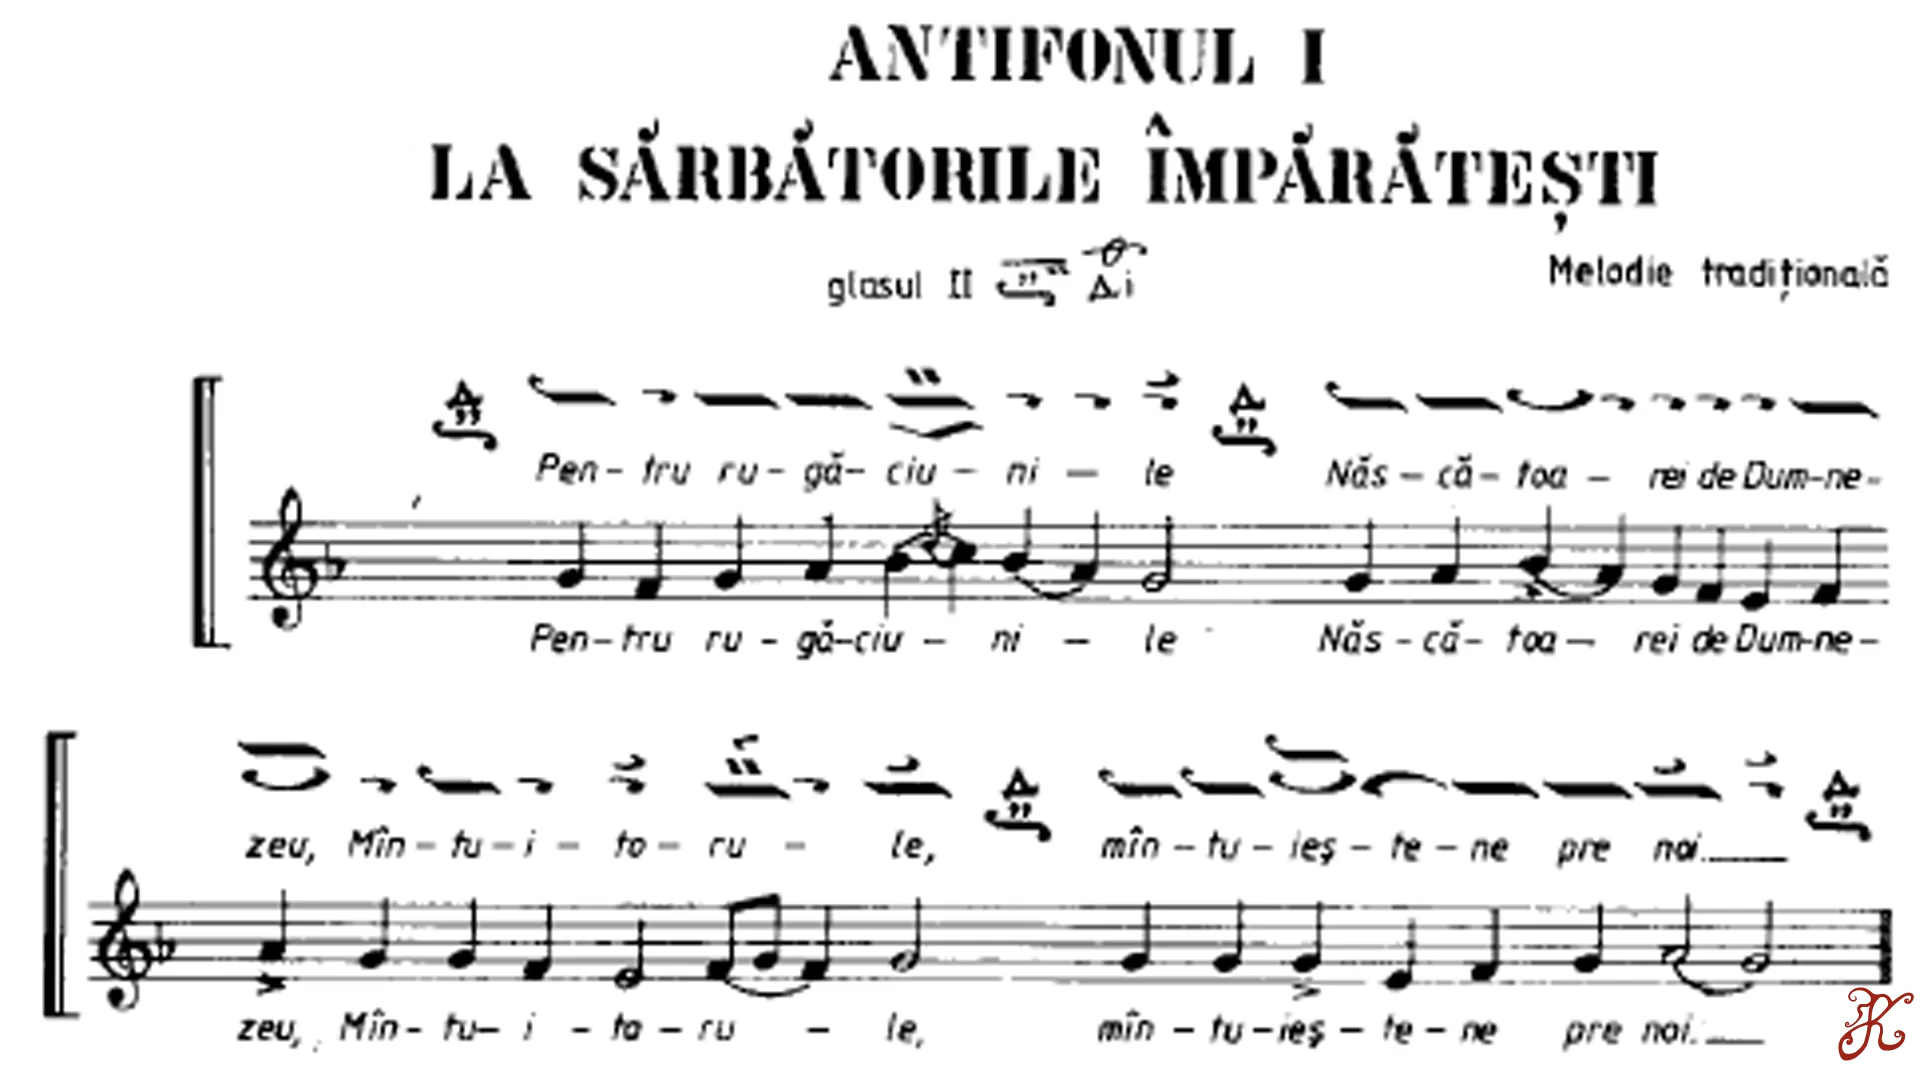 ANTIFONUL I
LA SĂRBĂTORILE ÎMPĂRĂTEȘTI
glasul II Δi
Melodie tradițională
Pen- tru ru- gă- ciu - ni - le Năs - că- toa - rei de Dum-ne-
Pen- tru ru - gă-ciu - ni - le Năs - că- toa - rei de Dum-ne-
zeu, Mîn - tu - i - to - ru - le, mîn - tu - ieș - te - ne pre noi.
zeu, Mîn- tu- i - to - ru - le, mîn - tu-ieș - te - ne pre noi.